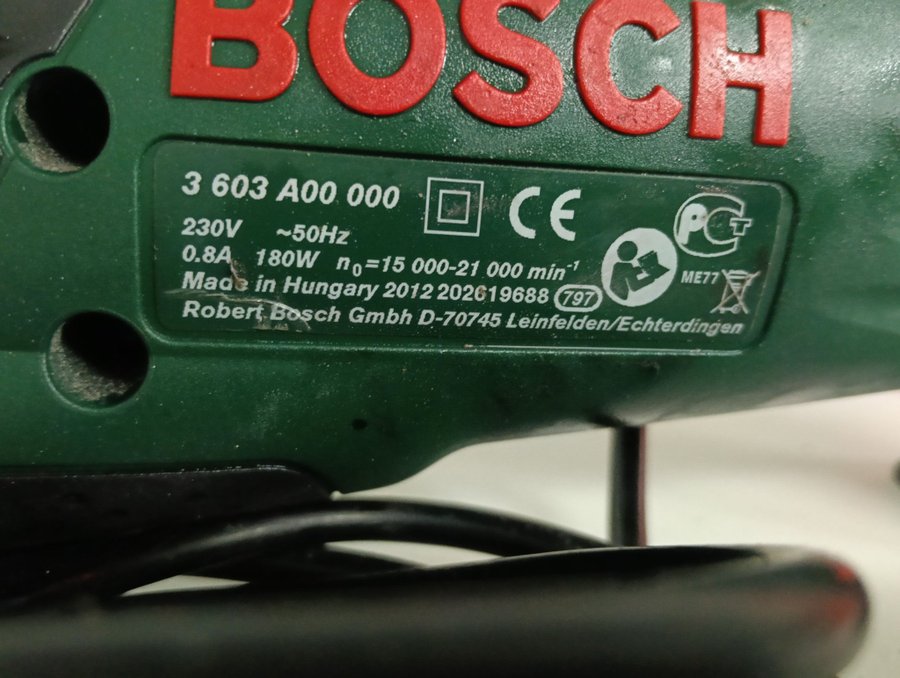 BOSCH
3 603 A00 000 CE
230V ~50Hz
0.8A 180W n₀=15 000-21 000 min⁻¹
Made in Hungary 2012 202619688 797
PCT
ME77
Robert Bosch Gmbh D-70745 Leinfelden/Echterdingen